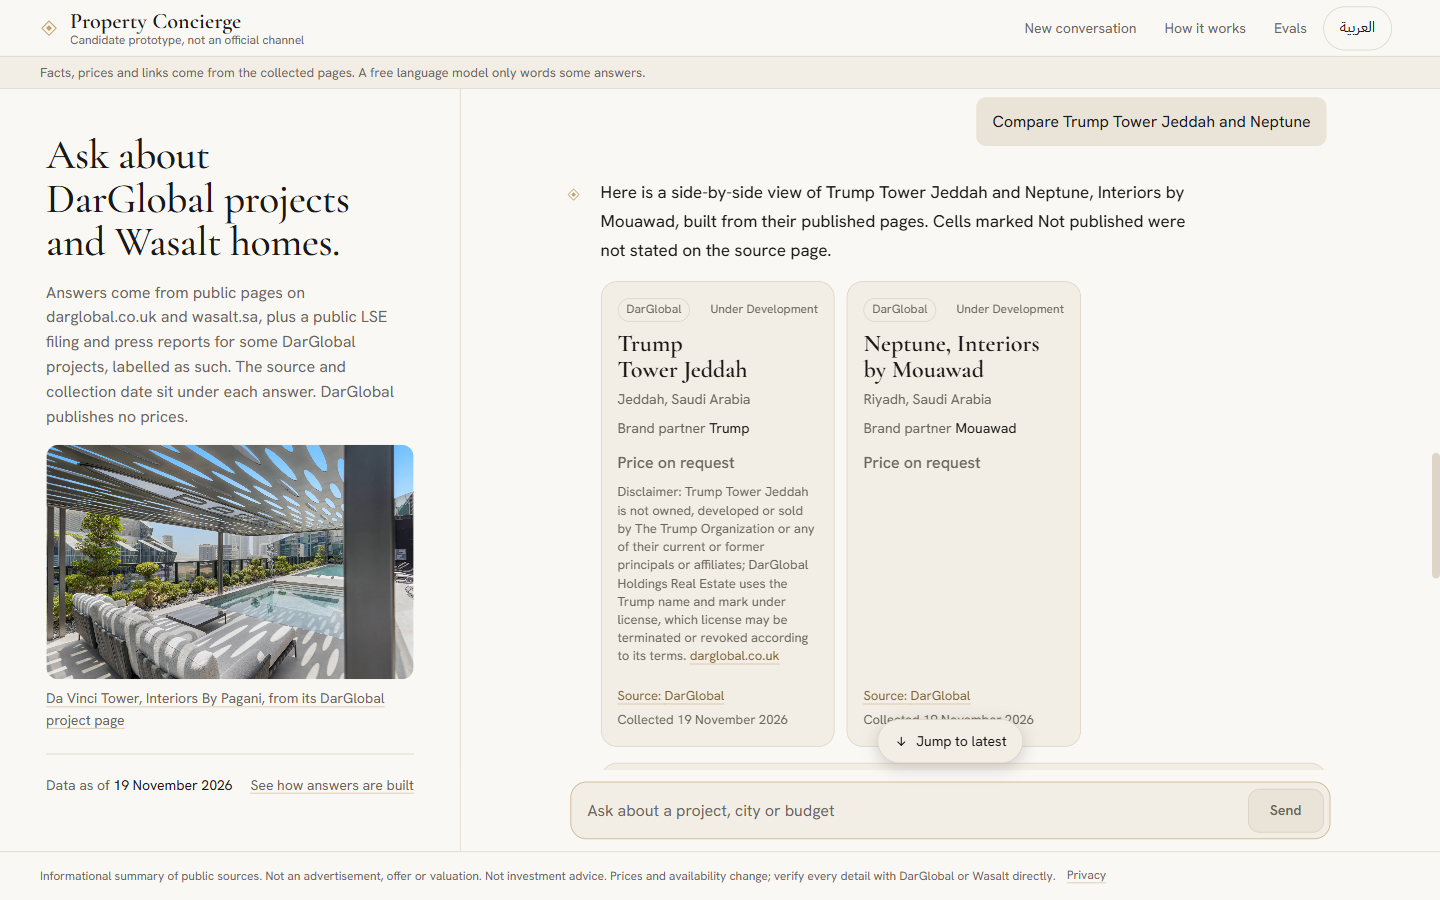 Property Concierge
Candidate prototype, not an official channel
New conversation
How it works
Evals
العربية
Facts, prices and links come from the collected pages. A free language model only words some answers.
Ask about
DarGlobal projects
and Wasalt homes.
Answers come from public pages on
darglobal.co.uk and wasalt.sa, plus a public LSE
filing and press reports for some DarGlobal
projects, labelled as such. The source and
collection date sit under each answer. DarGlobal
publishes no prices.
Da Vinci Tower, Interiors By Pagani, from its DarGlobal
project page
Data as of 19 November 2026
See how answers are built
Compare Trump Tower Jeddah and Neptune
Here is a side-by-side view of Trump Tower Jeddah and Neptune, Interiors by
Mouawad, built from their published pages. Cells marked Not published were
not stated on the source page.
DarGlobal
Under Development
Trump
Tower Jeddah
Jeddah, Saudi Arabia
Brand partner Trump
Price on request
Disclaimer: Trump Tower Jeddah
is not owned, developed or sold
by The Trump Organization or any
of their current or former
principals or affiliates; DarGlobal
Holdings Real Estate uses the
Trump name and mark under
license, which license may be
terminated or revoked according
to its terms. darglobal.co.uk
Source: DarGlobal
Collected 19 November 2026
DarGlobal
Under Development
Neptune, Interiors
by Mouawad
Riyadh, Saudi Arabia
Brand partner Mouawad
Price on request
Source: DarGlobal
Collected 19 November 2026
↓ Jump to latest
Ask about a project, city or budget
Send
Informational summary of public sources. Not an advertisement, offer or valuation. Not investment advice. Prices and availability change; verify every detail with DarGlobal or Wasalt directly.
Privacy